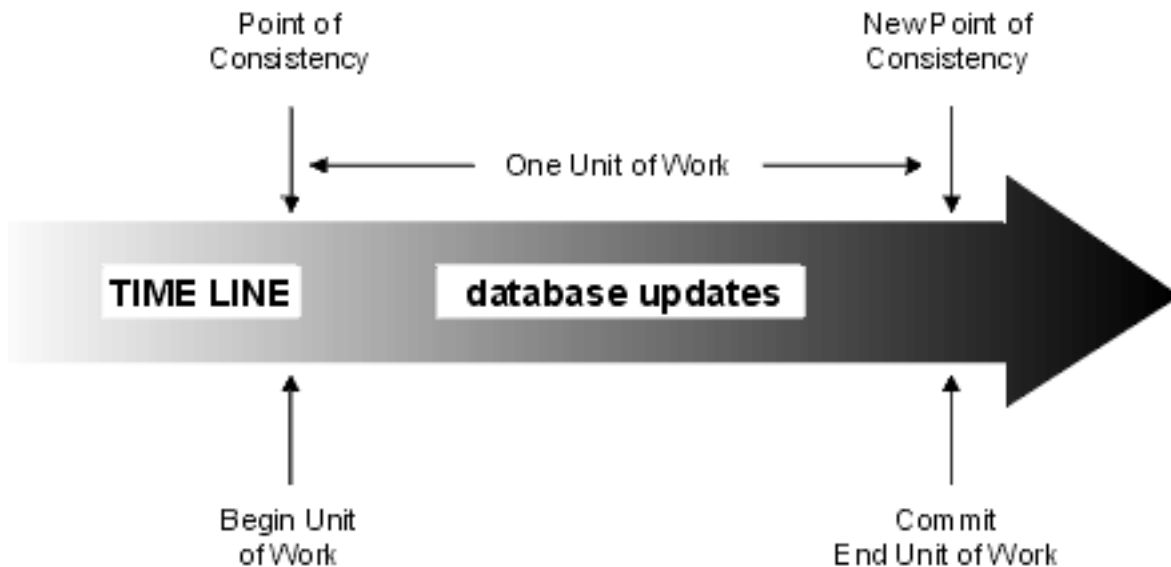 Point of
Consistency
New Point of
Consistency
One Unit of Work
TIME LINE
database updates
Begin Unit
of Work
Commit
End Unit of Work